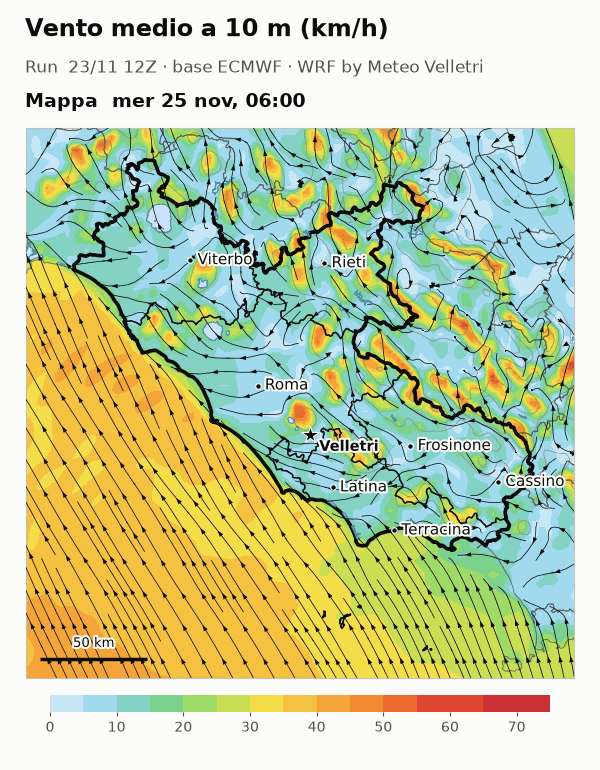 Vento medio a 10 m (km/h)
Run  23/11 12Z · base ECMWF · WRF by Meteo Velletri
Mappa  mer 25 nov, 06:00
Viterbo
Rieti
Roma
Velletri
Frosinone
Cassino
Latina
Terracina
50 km
0 10 20 30 40 50 60 70